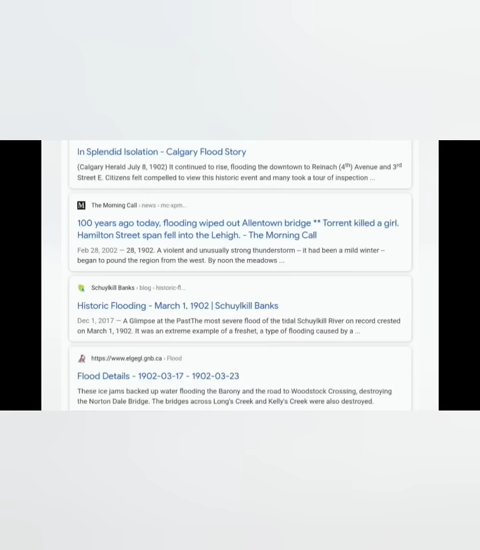 In Splendid Isolation - Calgary Flood Story
(Calgary Herald July 8, 1902) It continued to rise, flooding the downtown to Reinach (4th) Avenue and 3rd
Street E. Citizens felt compelled to view this historic event and many took a tour of inspection ...
M The Morning Call › news › mc-xpm...
100 years ago today, flooding wiped out Allentown bridge ** Torrent killed a girl.
Hamilton Street span fell into the Lehigh. - The Morning Call
Feb 28, 2002 — 28, 1902. A violent and unusually strong thunderstorm -- it had been a mild winter --
began to pound the region from the west. By noon the meadows ...
Schuylkill Banks › blog › historic-fl...
Historic Flooding - March 1, 1902 | Schuylkill Banks
Dec 1, 2017 — A Glimpse at the PastThe most severe flood of the tidal Schuylkill River on record crested
on March 1, 1902. It was an extreme example of a freshet, a type of flooding caused by a ...
https://www.elgegl.gnb.ca › Flood
Flood Details - 1902-03-17 - 1902-03-23
These ice jams backed up water flooding the Barony and the road to Woodstock Crossing, destroying
the Norton Dale Bridge. The bridges across Long's Creek and Kelly's Creek were also destroyed.